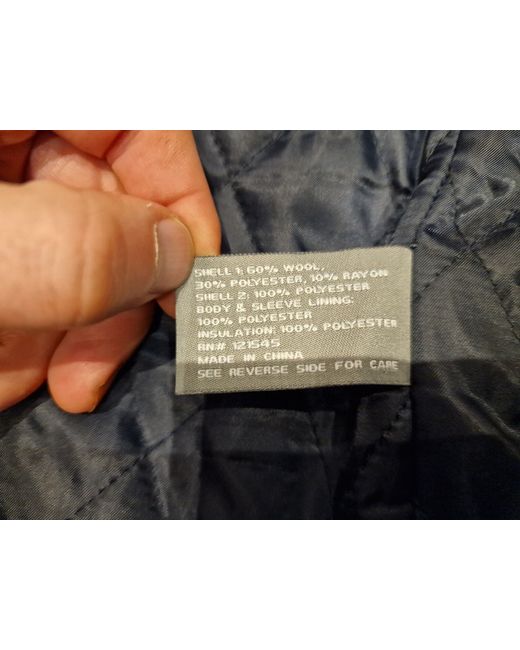 SHELL 1: 60% WOOL,
30% POLYESTER, 10% RAYON
SHELL 2: 100% POLYESTER
BODY & SLEEVE LINING:
100% POLYESTER
INSULATION: 100% POLYESTER
RN# 121545
MADE IN CHINA
SEE REVERSE SIDE FOR CARE